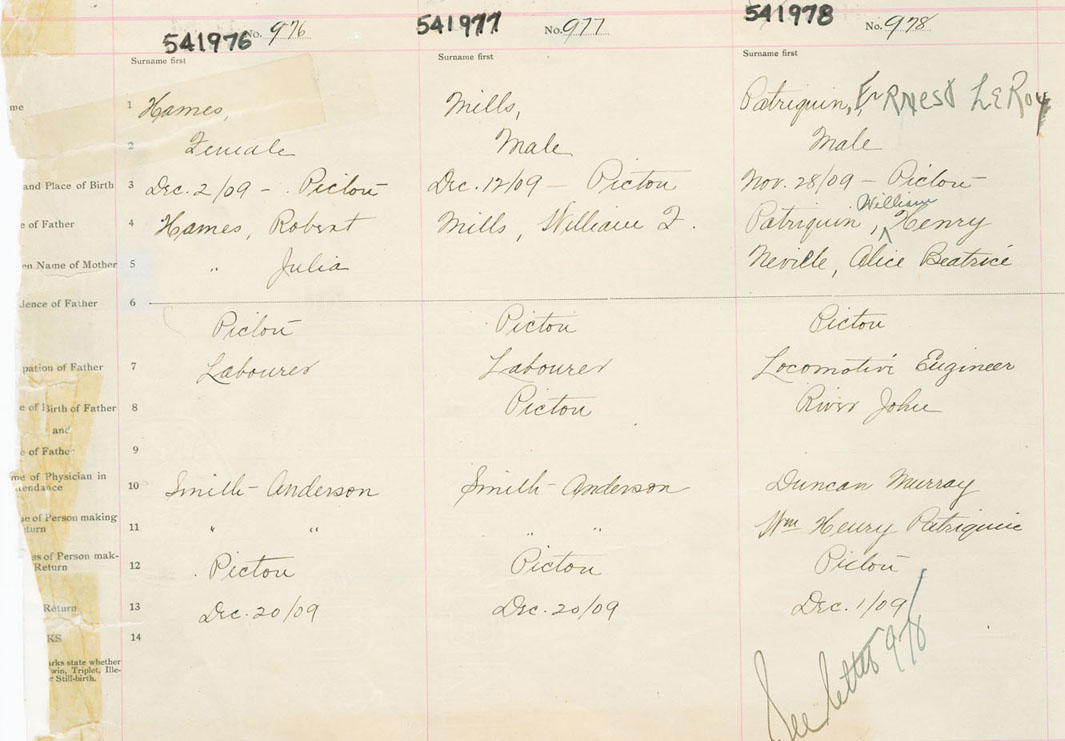 541976 No. 976 541977 No. 977 541978 No. 978
Surname first Surname first Surname first
me 1 Hames, Mills, Patriquin, Ernest LeRoy
2 Female Male Male
and Place of Birth 3 Dec. 2/09 - Pictou Dec. 12/09 - Pictou Nov. 28/09 - Pictou
William
e of Father 4 Hames, Robert Mills, William F. Patriquin, Henry
en Name of Mother 5 " Julia Neville, Alice Beatrice
dence of Father 6
Pictou Pictou Pictou
pation of Father 7 Labourer Labourer Locomotive Engineer
e of Birth of Father 8 Pictou River John
and
e of Father 9
me of Physician in
tendance 10 Smith-Anderson Smith-Anderson Duncan Murray
me of Person making
turn 11 " " " " Wm Henry Patriquin
ss of Person mak-
Return 12 Pictou Pictou Pictou
Return 13 Dec. 20/09 Dec. 20/09 Dec. 1/09
KS 14
arks state whether
win, Triplet, Ille-
r Still-birth.
See letter 978